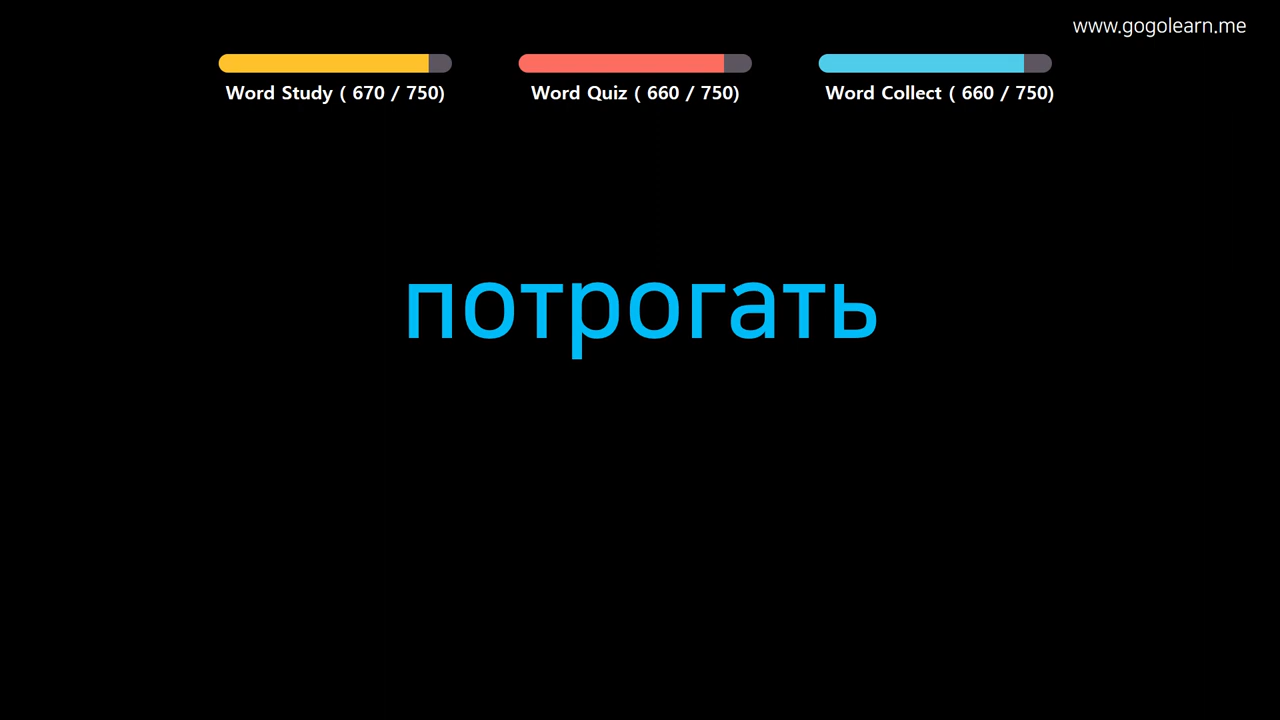 www.gogolearn.me
Word Study ( 670 / 750)
Word Quiz ( 660 / 750)
Word Collect ( 660 / 750)
потрогать